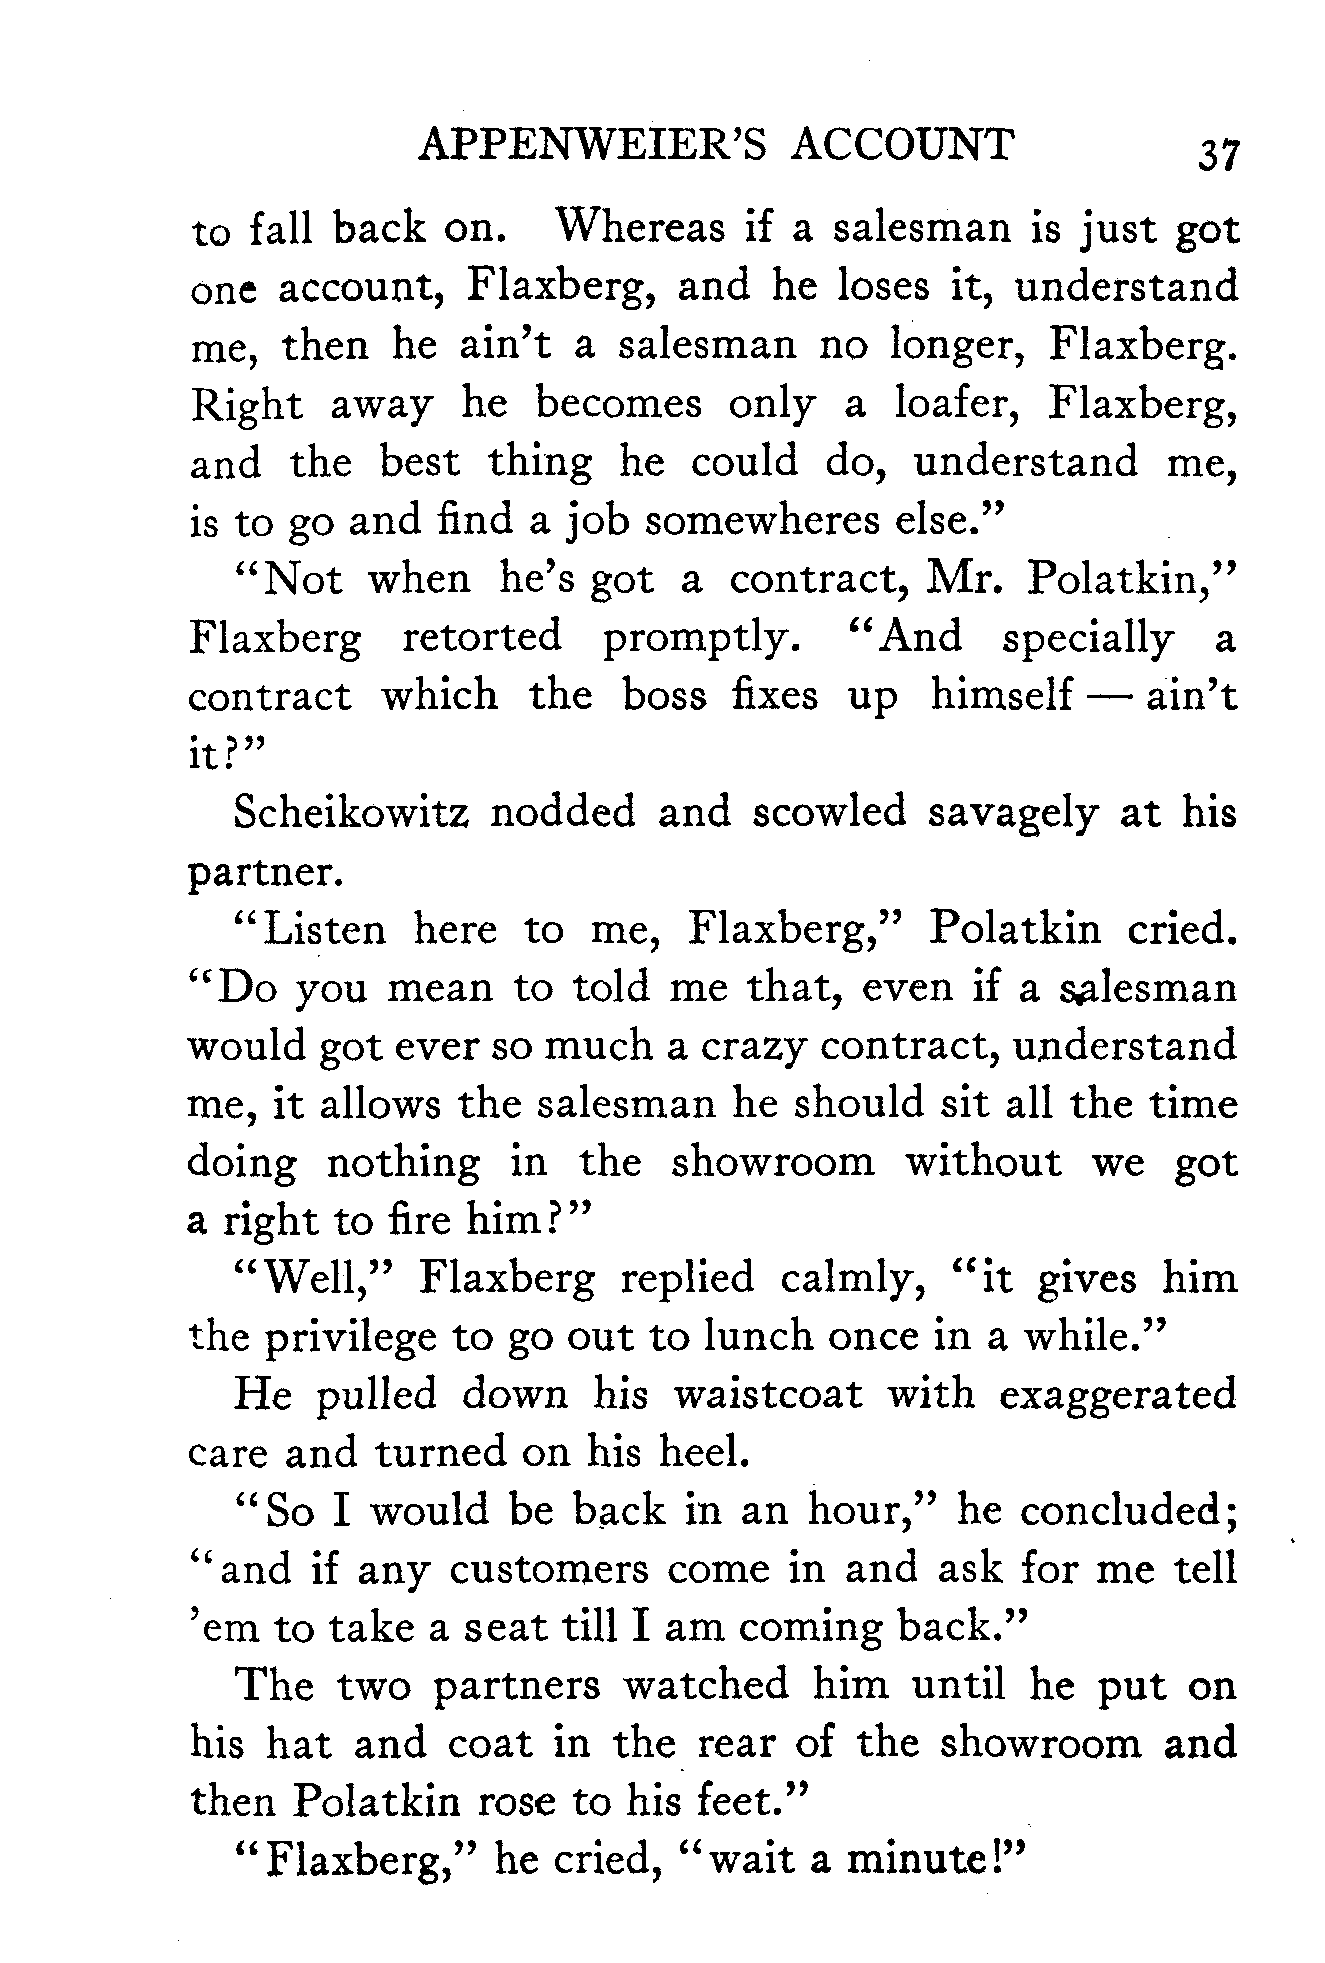 APPENWEIER'S ACCOUNT 37
to fall back on. Whereas if a salesman is just got
one account, Flaxberg, and he loses it, understand
me, then he ain't a salesman no longer, Flaxberg.
Right away he becomes only a loafer, Flaxberg,
and the best thing he could do, understand me,
is to go and find a job somewheres else."
"Not when he's got a contract, Mr. Polatkin,"
Flaxberg retorted promptly. "And specially a
contract which the boss fixes up himself — ain't
it?"
Scheikowitz nodded and scowled savagely at his
partner.
"Listen here to me, Flaxberg," Polatkin cried.
"Do you mean to told me that, even if a salesman
would got ever so much a crazy contract, understand
me, it allows the salesman he should sit all the time
doing nothing in the showroom without we got
a right to fire him?"
"Well," Flaxberg replied calmly, "it gives him
the privilege to go out to lunch once in a while."
He pulled down his waistcoat with exaggerated
care and turned on his heel.
"So I would be back in an hour," he concluded;
"and if any customers come in and ask for me tell
'em to take a seat till I am coming back."
The two partners watched him until he put on
his hat and coat in the rear of the showroom and
then Polatkin rose to his feet."
"Flaxberg," he cried, "wait a minute!"